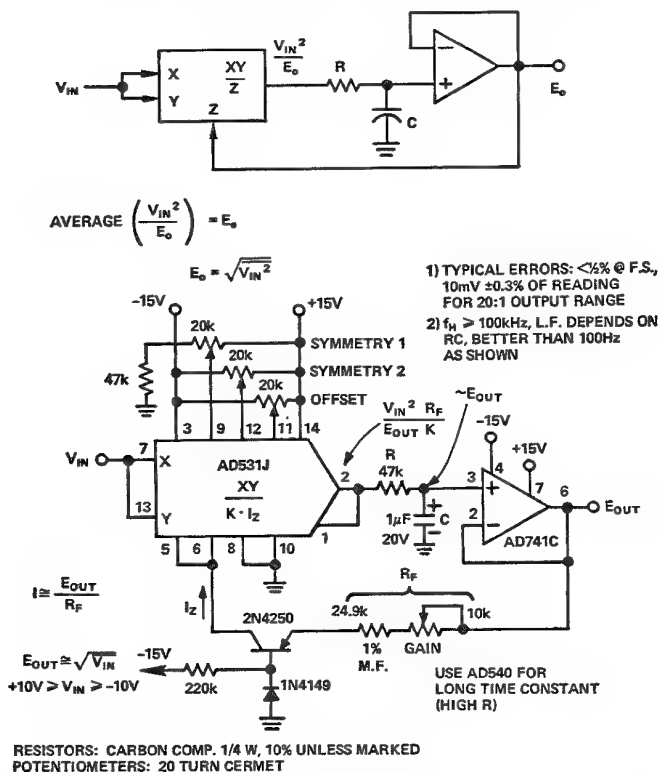 V_IN
X
Y
XY
Z
Z
V_IN²
E_o
R
C
−
+
E_o
AVERAGE (V_IN² / E_o) = E_o
E_o = √V_IN²
1) TYPICAL ERRORS: <½% @ F.S.,
10mV ±0.3% OF READING
FOR 20:1 OUTPUT RANGE
2) f_H ≥ 100kHz, L.F. DEPENDS ON
RC, BETTER THAN 100Hz
AS SHOWN
−15V
+15V
20k
SYMMETRY 1
20k
SYMMETRY 2
20k
OFFSET
47k
3
9
12
11
14
V_IN
7
X
13
Y
AD531J
XY
K · I_Z
2
1
5
6
8
10
V_IN² R_F
E_OUT K
~E_OUT
R
47k
+
1µF
C
20V
−
−15V
+15V
3
+
4
7
6
2
−
AD741C
E_OUT
I ≅ E_OUT / R_F
I_Z
2N4250
R_F
24.9k
10k
1%
M.F.
GAIN
E_OUT ≅ √V_IN
+10V ≥ V_IN ≥ −10V
−15V
220k
1N4149
USE AD540 FOR
LONG TIME CONSTANT
(HIGH R)
RESISTORS: CARBON COMP. 1/4 W, 10% UNLESS MARKED
POTENTIOMETERS: 20 TURN CERMET